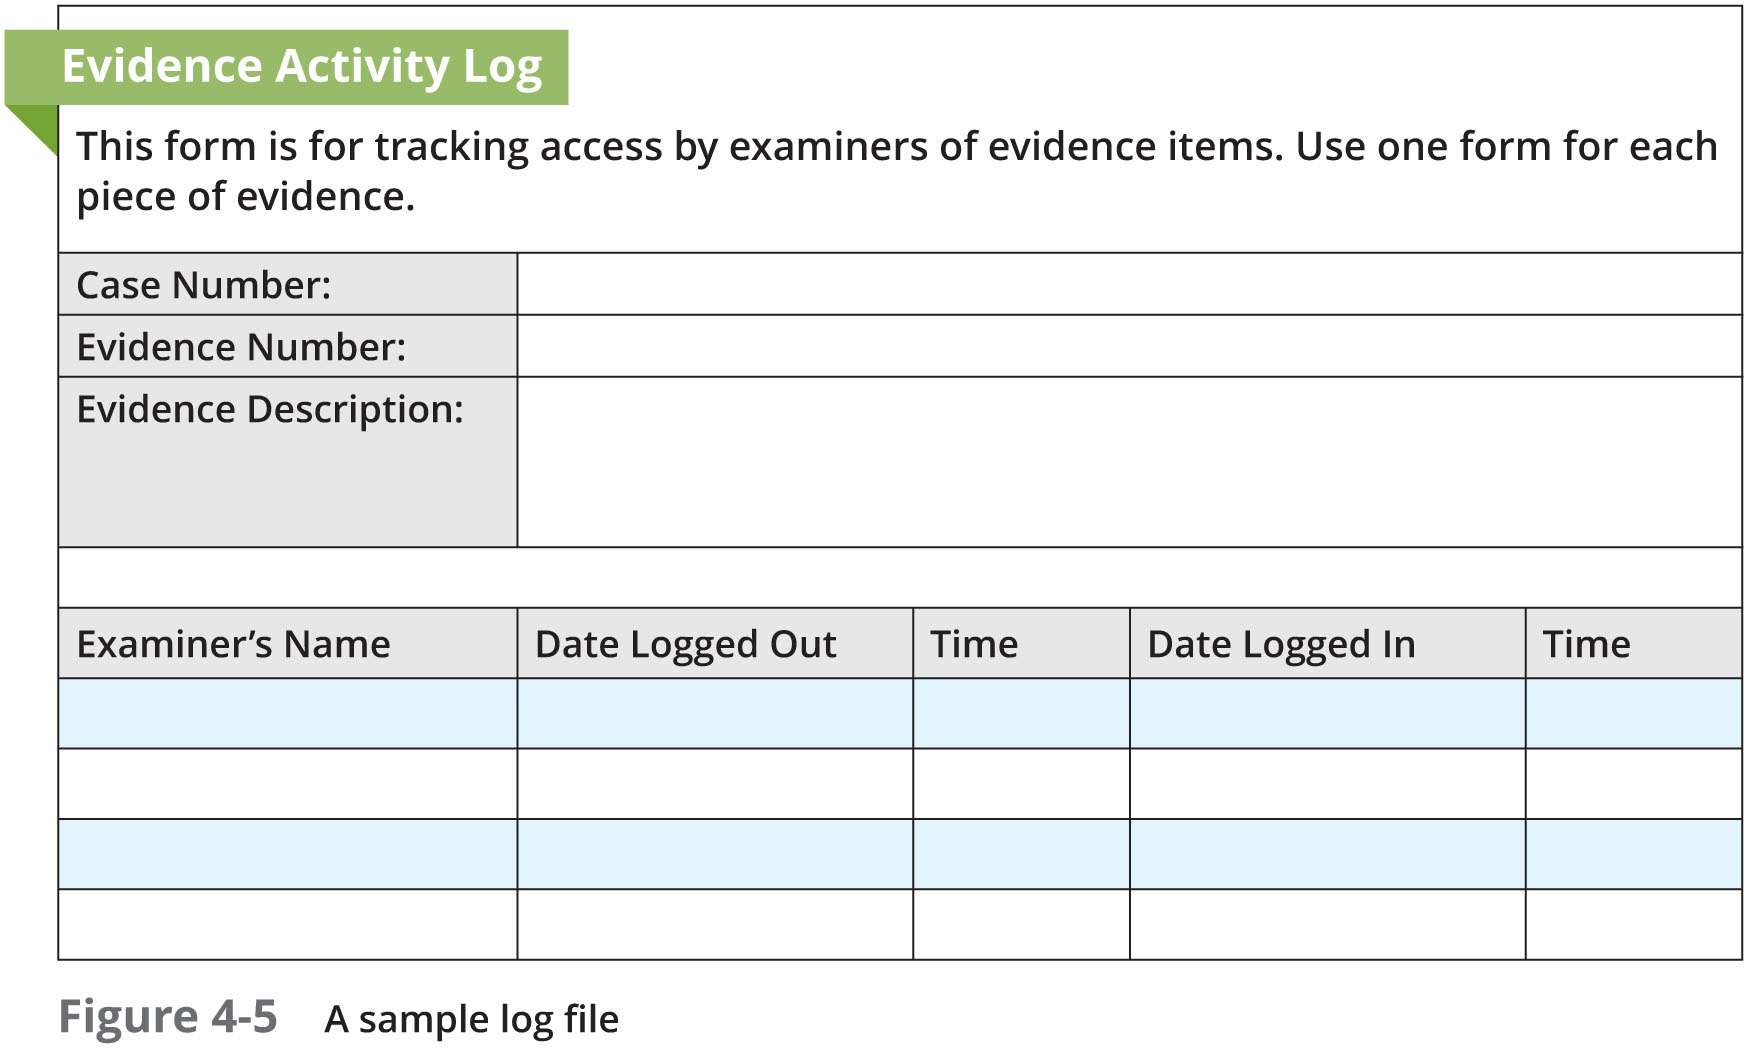 Evidence Activity Log
This form is for tracking access by examiners of evidence items. Use one form for each
piece of evidence.
Case Number:
Evidence Number:
Evidence Description:
Examiner’s Name Date Logged Out Time Date Logged In Time
Figure 4-5 A sample log file